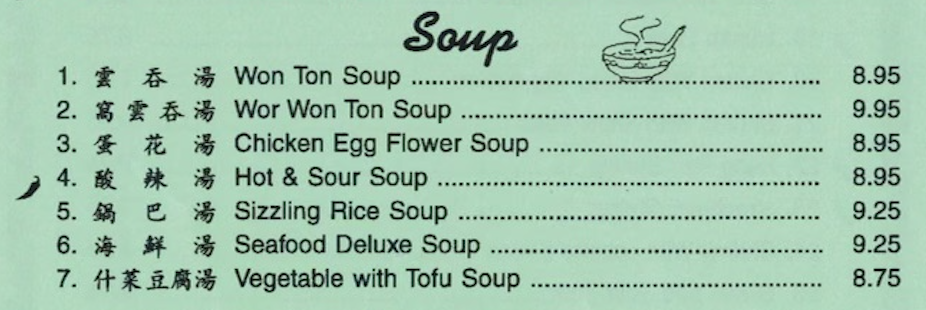 Soup
1. 雲吞湯 Won Ton Soup 8.95
2. 窩雲吞湯 Wor Won Ton Soup 9.95
3. 蛋花湯 Chicken Egg Flower Soup 8.95
4. 酸辣湯 Hot & Sour Soup 8.95
5. 鍋巴湯 Sizzling Rice Soup 9.25
6. 海鮮湯 Seafood Deluxe Soup 9.25
7. 什菜豆腐湯 Vegetable with Tofu Soup 8.75